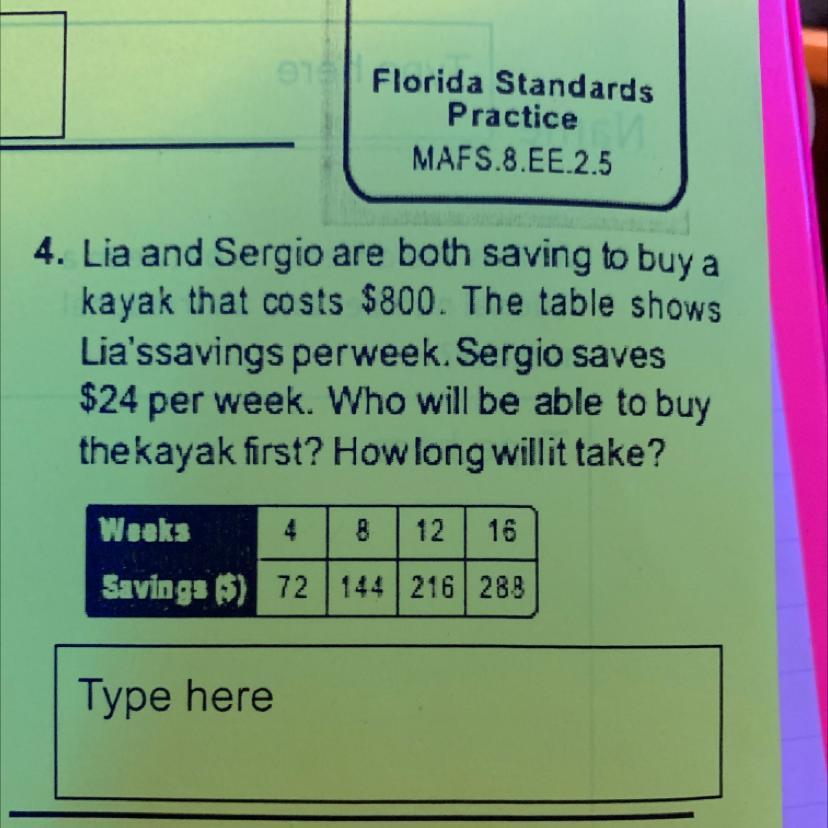 Florida Standards
Practice
MAFS.8.EE.2.5
4. Lia and Sergio are both saving to buy a
kayak that costs $800. The table shows
Lia'ssavings perweek. Sergio saves
$24 per week. Who will be able to buy
thekayak first? How long willit take?
Weeks 4 8 12 16
Savings ($) 72 144 216 288
Type here